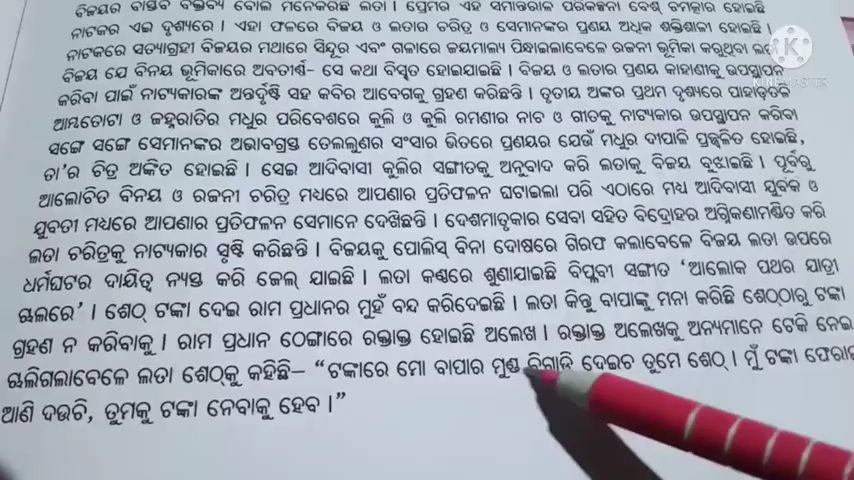 ବିଜୟର ବାସ୍ତବ ବକ୍ତବ୍ୟ ବୋଲି ମନେକରିଛି ଲତା । ପ୍ରେମର ଏହି ସମାନ୍ତରାଳ ପରିକଳ୍ପନା ବେଶ୍ ଚମତ୍କାର ହୋଇଛି
ନାଟକର ଏଇ ଦୃଶ୍ୟରେ । ଏହା ଫଳରେ ବିଜୟ ଓ ଲତାର ଚରିତ୍ର ଓ ସେମାନଙ୍କର ପ୍ରଣୟ ଅଧିକ ଶକ୍ତିଶାଳୀ ହୋଇଛି ।
ନାଟକରେ ସତ୍ୟାଗ୍ରହୀ ବିଜୟର ମଥାରେ ସିନ୍ଦୂର ଏବଂ ଗଳାରେ ଜୟମାଲ୍ୟ ପିନ୍ଧାଇଲାବେଳେ ରଜନୀ ଭୂମିକା କରୁଥିବା ଲତା
ବିଜୟ ଯେ ବିନୟ ଭୂମିକାରେ ଅବତୀର୍ଣ୍ଣ- ସେ କଥା ବିସ୍ମୃତ ହୋଇଯାଇଛି । ବିଜୟ ଓ ଲତାର ପ୍ରଣୟ କାହାଣୀକୁ ଉପସ୍ଥାପନ
କରିବା ପାଇଁ ନାଟ୍ୟକାରଙ୍କ ଅନ୍ତର୍ଦୃଷ୍ଟି ସହ କବିର ଆବେଗକୁ ଗ୍ରହଣ କରିଛନ୍ତି । ତୃତୀୟ ଅଙ୍କର ପ୍ରଥମ ଦୃଶ୍ୟରେ ପାହାଡ଼ତଳି
ଆମ୍ବତୋଟା ଓ ଜହ୍ନରାତିର ମଧୁର ପରିବେଶରେ କୁଲି ଓ କୁଲି ରମଣୀର ନାଚ ଓ ଗୀତକୁ ନାଟ୍ୟକାର ଉପସ୍ଥାପନ କରିବା
ସଙ୍ଗେ ସଙ୍ଗେ ସେମାନଙ୍କର ଅଭାବଗ୍ରସ୍ତ ତେଲଲୁଣର ସଂସାର ଭିତରେ ପ୍ରଣୟର ଯେଉଁ ମଧୁର ଦୀପାଳି ପ୍ରଜ୍ଜ୍ୱଳିତ ହୋଇଛି,
ତା'ର ଚିତ୍ର ଅଙ୍କିତ ହୋଇଛି । ସେଇ ଆଦିବାସୀ କୁଲିର ସଙ୍ଗୀତକୁ ଅନୁବାଦ କରି ଲତାକୁ ବିଜୟ ବୁଝାଇଛି । ପୂର୍ବରୁ
ଆଲୋଚିତ ବିନୟ ଓ ରଜନୀ ଚରିତ୍ର ମଧ୍ୟରେ ଆପଣାର ପ୍ରତିଫଳନ ଘଟାଇଲା ପରି ଏଠାରେ ମଧ୍ୟ ଆଦିବାସୀ ଯୁବକ ଓ
ଯୁବତୀ ମଧ୍ୟରେ ଆପଣାର ପ୍ରତିଫଳନ ସେମାନେ ଦେଖିଛନ୍ତି । ଦେଶମାତୃକାର ସେବା ସହିତ ବିଦ୍ରୋହର ଅଗ୍ନିକଣାମଣ୍ଡିତ କରି
ଲତା ଚରିତ୍ରକୁ ନାଟ୍ୟକାର ସୃଷ୍ଟି କରିଛନ୍ତି । ବିଜୟକୁ ପୋଲିସ୍ ବିନା ଦୋଷରେ ଗିରଫ କଲାବେଳେ ବିଜୟ ଲତା ଉପରେ
ଧର୍ମଘଟର ଦାୟିତ୍ୱ ନ୍ୟସ୍ତ କରି ଜେଲ୍ ଯାଇଛି । ଲତା କଣ୍ଠରେ ଶୁଣାଯାଇଛି ବିପ୍ଳବୀ ସଙ୍ଗୀତ 'ଆଲୋକ ପଥର ଯାତ୍ରୀ
ଚାଲରେ' । ଶେଠ୍ ଟଙ୍କା ଦେଇ ରାମ ପ୍ରଧାନର ମୁହଁ ବନ୍ଦ କରିଦେଇଛି । ଲତା କିନ୍ତୁ ବାପାଙ୍କୁ ମନା କରିଛି ଶେଠ୍‌ଠାରୁ ଟଙ୍କା
ଗ୍ରହଣ ନ କରିବାକୁ । ରାମ ପ୍ରଧାନ ଠେଙ୍ଗାରେ ରକ୍ତାକ୍ତ ହୋଇଛି ଅଲେଖ । ରକ୍ତାକ୍ତ ଅଲେଖକୁ ଅନ୍ୟମାନେ ଟେକି ନେଇ
ଚାଲିଗଲାବେଳେ ଲତା ଶେଠ୍‌କୁ କହିଛି– “ଟଙ୍କାରେ ମୋ ବାପାର ମୁଣ୍ଡ ବିଗାଡ଼ି ଦେଇଚ ତୁମେ ଶେଠ୍ । ମୁଁ ଟଙ୍କା ଫେରାଇ
ଆଣି ଦଉଚି, ତୁମକୁ ଟଙ୍କା ନେବାକୁ ହେବ ।”
KINEMASTER